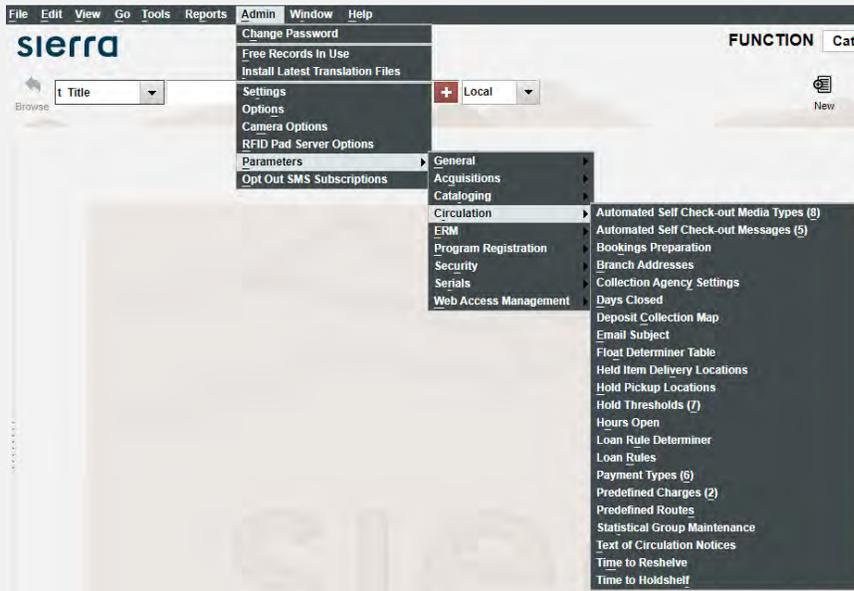 File Edit View Go Tools Reports Admin Window Help
sierra
FUNCTION Cat
Browse
t Title
Local
New
Change Password
Free Records In Use
Install Latest Translation Files
Settings
Options
Camera Options
RFID Pad Server Options
Parameters
Opt Out SMS Subscriptions
General
Acquisitions
Cataloging
Circulation
ERM
Program Registration
Security
Serials
Web Access Management
Automated Self Check-out Media Types (8)
Automated Self Check-out Messages (5)
Bookings Preparation
Branch Addresses
Collection Agency Settings
Days Closed
Deposit Collection Map
Email Subject
Float Determiner Table
Held Item Delivery Locations
Hold Pickup Locations
Hold Thresholds (7)
Hours Open
Loan Rule Determiner
Loan Rules
Payment Types (6)
Predefined Charges (2)
Predefined Routes
Statistical Group Maintenance
Text of Circulation Notices
Time to Reshelve
Time to Holdshelf
sie